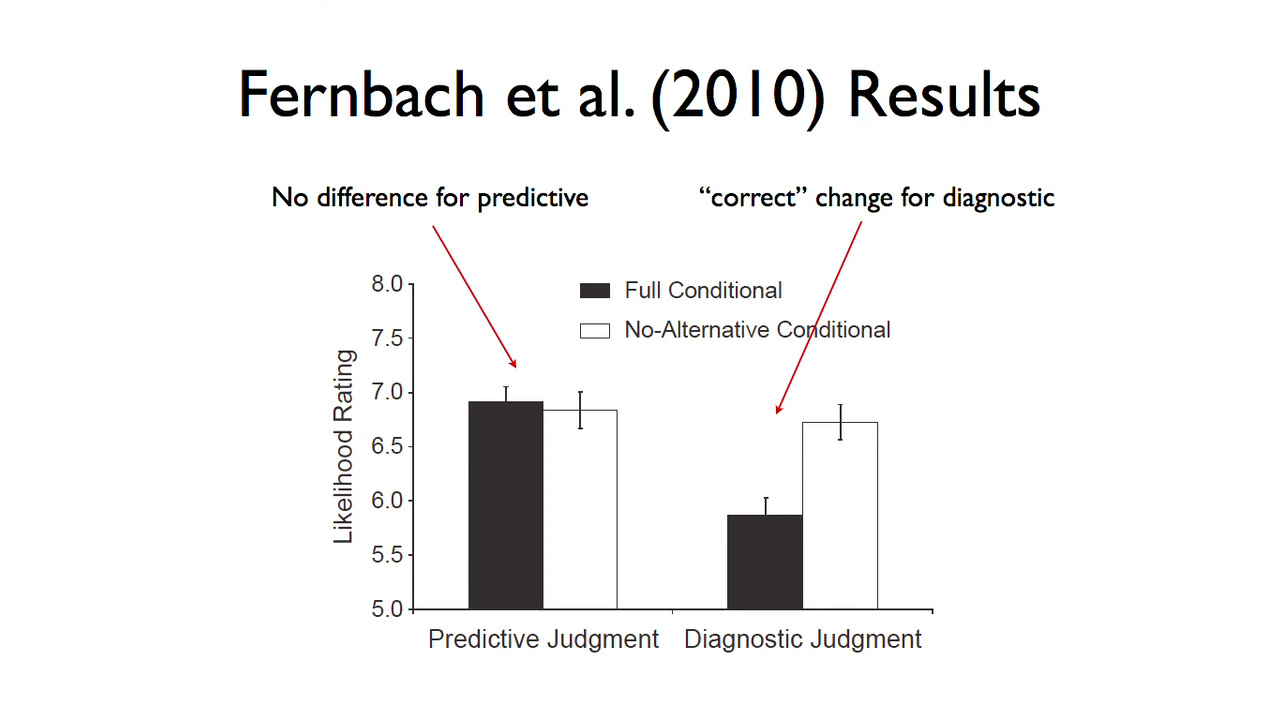 Fernbach et al. (2010) Results
No difference for predictive
“correct” change for diagnostic
Full Conditional
No-Alternative Conditional
Likelihood Rating
8.0
7.5
7.0
6.5
6.0
5.5
5.0
Predictive Judgment
Diagnostic Judgment